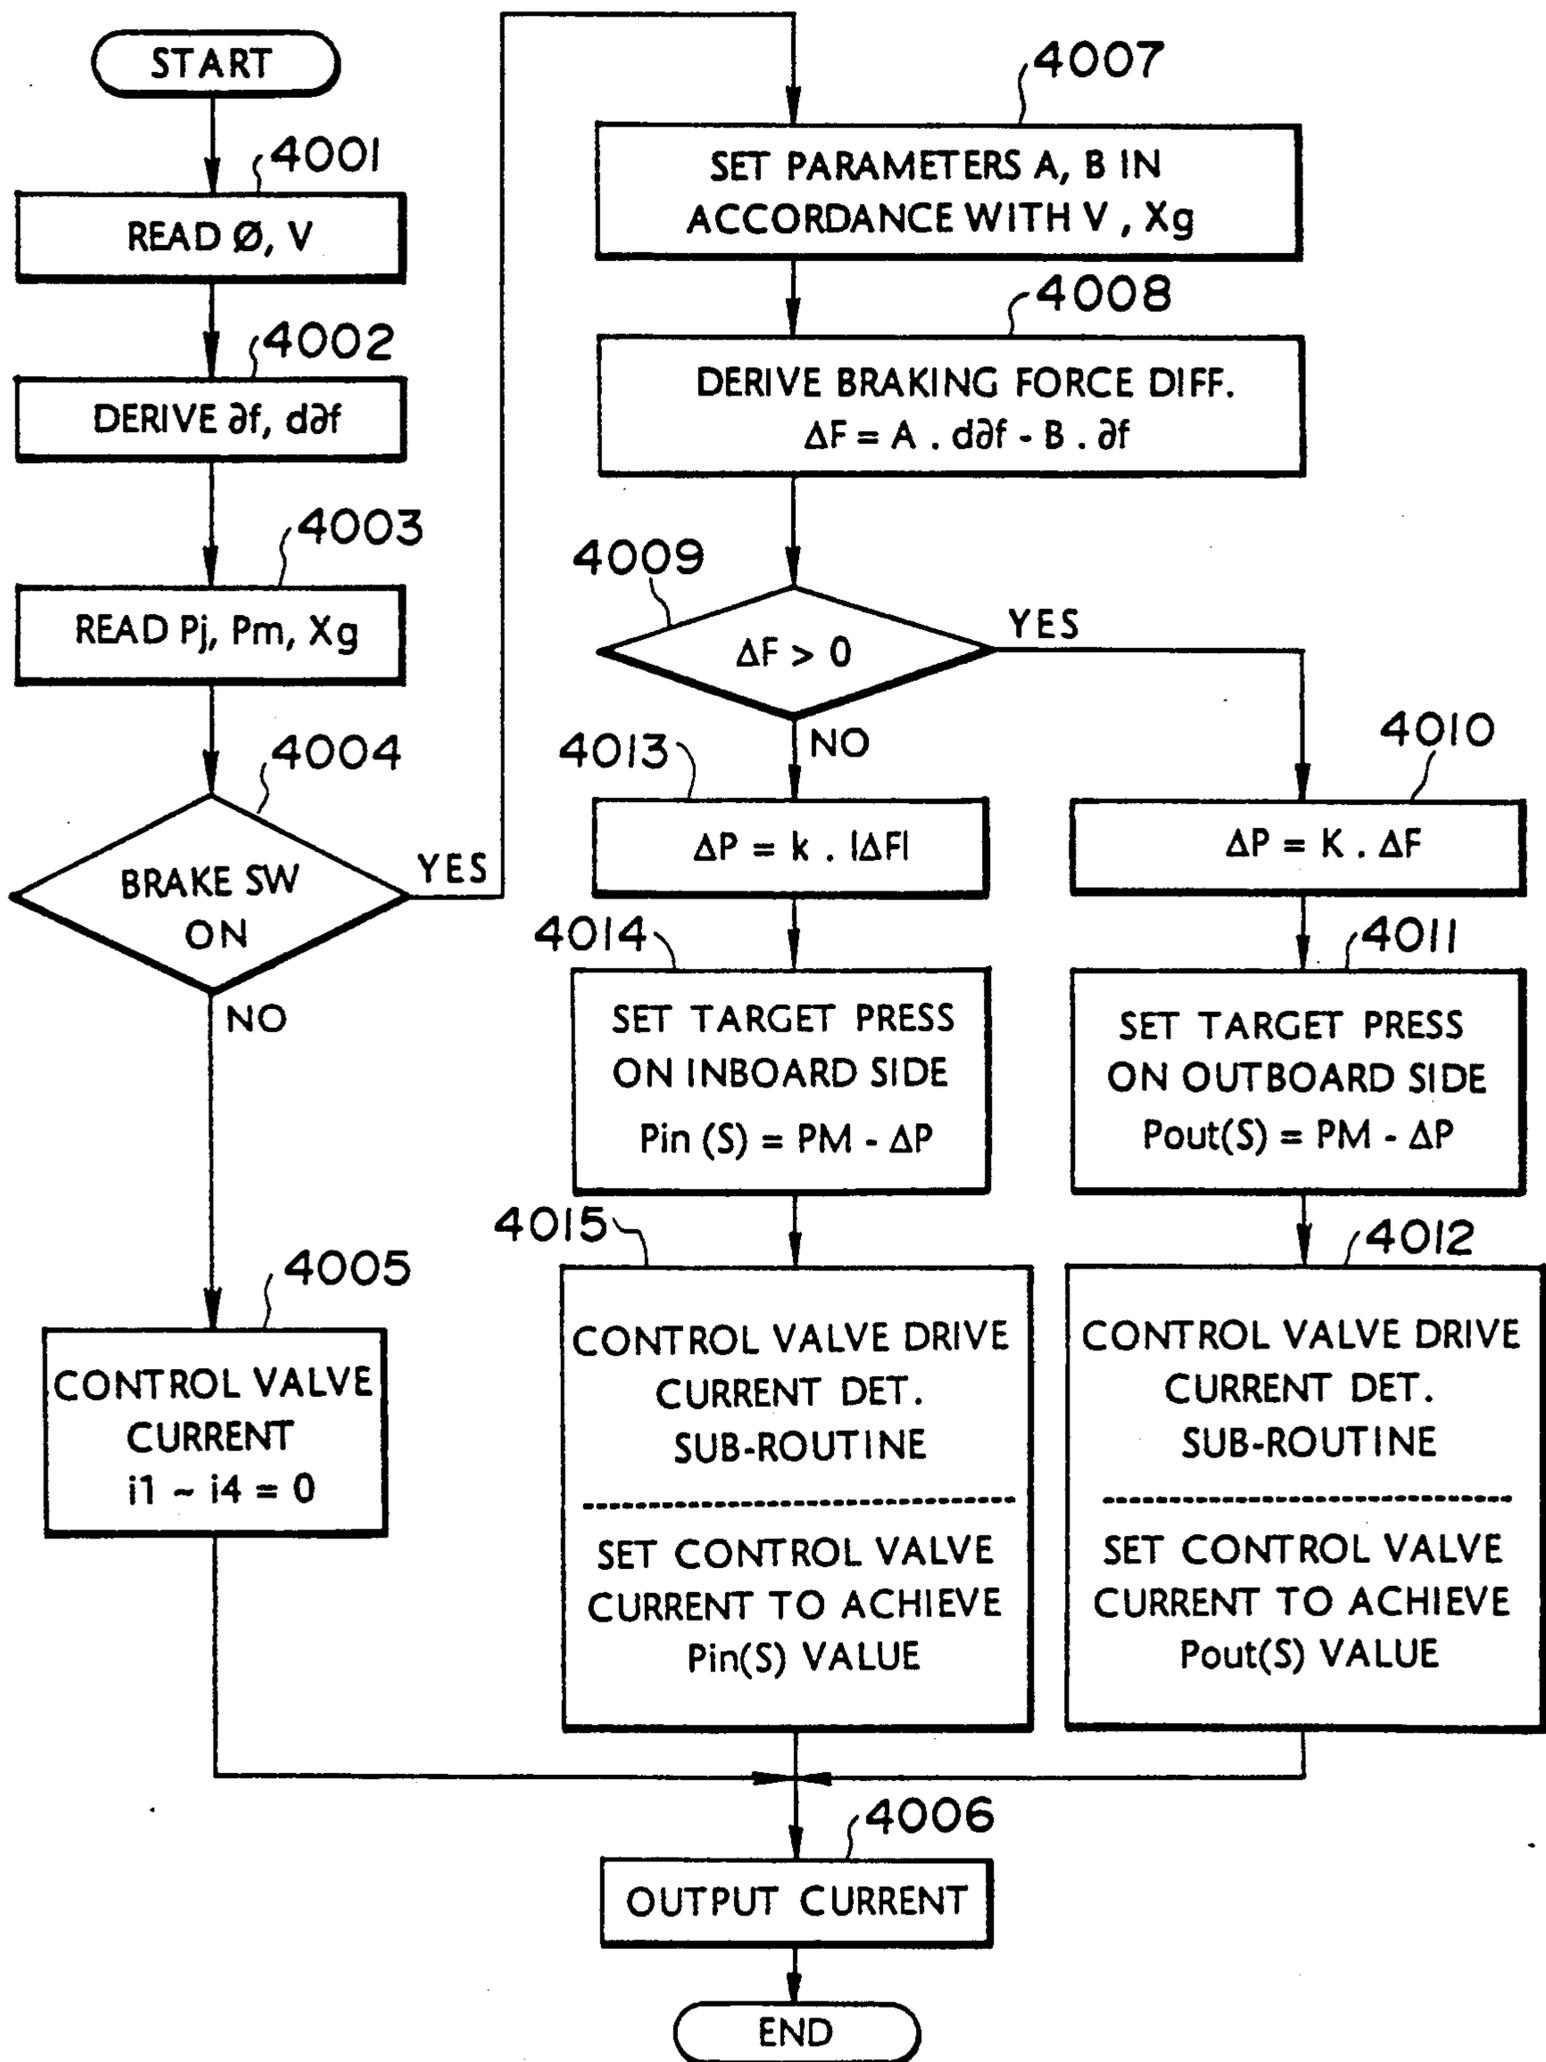 START
4001
READ Ø, V
4002
DERIVE ∂f, d∂f
4003
READ Pj, Pm, Xg
4004
BRAKE SW
ON
YES
NO
4005
CONTROL VALVE
CURRENT
i1 ~ i4 = 0
4007
SET PARAMETERS A, B IN
ACCORDANCE WITH V , Xg
4008
DERIVE BRAKING FORCE DIFF.
ΔF = A . d∂f - B . ∂f
4009
ΔF > 0
YES
NO
4013
ΔP = k . |ΔF|
4014
SET TARGET PRESS
ON INBOARD SIDE
Pin (S) = PM - ΔP
4015
CONTROL VALVE DRIVE
CURRENT DET.
SUB-ROUTINE
SET CONTROL VALVE
CURRENT TO ACHIEVE
Pin(S) VALUE
4010
ΔP = K . ΔF
4011
SET TARGET PRESS
ON OUTBOARD SIDE
Pout(S) = PM - ΔP
4012
CONTROL VALVE DRIVE
CURRENT DET.
SUB-ROUTINE
SET CONTROL VALVE
CURRENT TO ACHIEVE
Pout(S) VALUE
4006
OUTPUT CURRENT
END